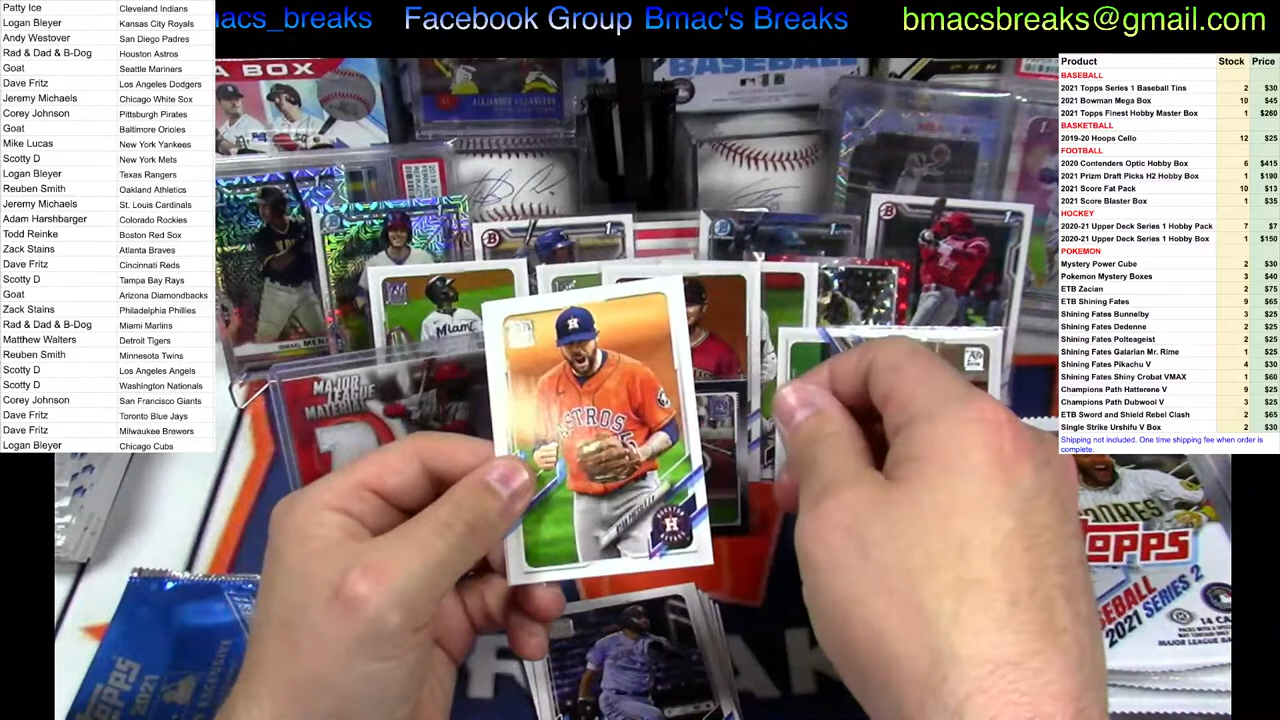 macs_breaks Facebook Group Bmac's Breaks bmacsbreaks@gmail.com
Patty Ice Cleveland Indians
Logan Bleyer Kansas City Royals
Andy Westover San Diego Padres
Rad & Dad & B-Dog Houston Astros
Goat Seattle Mariners
Dave Fritz Los Angeles Dodgers
Jeremy Michaels Chicago White Sox
Corey Johnson Pittsburgh Pirates
Goat Baltimore Orioles
Mike Lucas New York Yankees
Scotty D New York Mets
Logan Bleyer Texas Rangers
Reuben Smith Oakland Athletics
Jeremy Michaels St. Louis Cardinals
Adam Harshbarger Colorado Rockies
Todd Reinke Boston Red Sox
Zack Stains Atlanta Braves
Dave Fritz Cincinnati Reds
Scotty D Tampa Bay Rays
Goat Arizona Diamondbacks
Zack Stains Philadelphia Phillies
Rad & Dad & B-Dog Miami Marlins
Matthew Walters Detroit Tigers
Reuben Smith Minnesota Twins
Scotty D Los Angeles Angels
Scotty D Washington Nationals
Corey Johnson San Francisco Giants
Dave Fritz Toronto Blue Jays
Dave Fritz Milwaukee Brewers
Logan Bleyer Chicago Cubs
Product Stock Price
BASEBALL
2021 Topps Series 1 Baseball Tins 2 $30
2021 Bowman Mega Box 10 $45
2021 Topps Finest Hobby Master Box 1 $260
BASKETBALL
2019-20 Hoops Cello 12 $25
FOOTBALL
2020 Contenders Optic Hobby Box 6 $415
2021 Prizm Draft Picks H2 Hobby Box 1 $190
2021 Score Fat Pack 10 $13
2021 Score Blaster Box 1 $35
HOCKEY
2020-21 Upper Deck Series 1 Hobby Pack 7 $7
2020-21 Upper Deck Series 1 Hobby Box 1 $150
POKEMON
Mystery Power Cube 2 $30
Pokemon Mystery Boxes 3 $40
ETB Zacian 2 $75
ETB Shining Fates 9 $65
Shining Fates Bunnelby 3 $25
Shining Fates Dedenne 2 $25
Shining Fates Polteageist 2 $25
Shining Fates Galarian Mr. Rime 1 $25
Shining Fates Pikachu V 4 $30
Shining Fates Shiny Crobat VMAX 1 $60
Champions Path Hatterene V 9 $25
Champions Path Dubwool V 3 $25
ETB Sword and Shield Rebel Clash 2 $65
Single Strike Urshifu V Box 2 $30
Shipping not included. One time shipping fee when order is
complete.
A BOX
BASEBALL
Miami
MAJOR
LEAGUE
MATERIAL
H
ASTROS
TOPPS
2021
PADRES
TOPPS
BASEBALL
2021 SERIES 2
14 CA